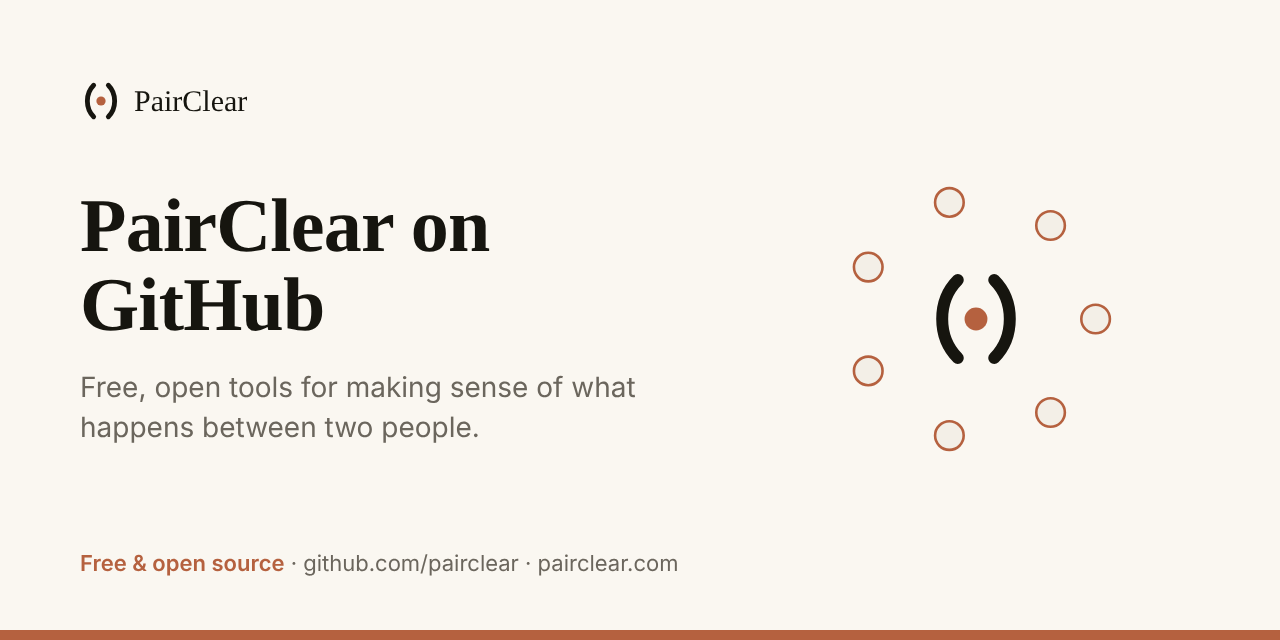 PairClear
PairClear on
GitHub
Free, open tools for making sense of what
happens between two people.
Free & open source · github.com/pairclear · pairclear.com